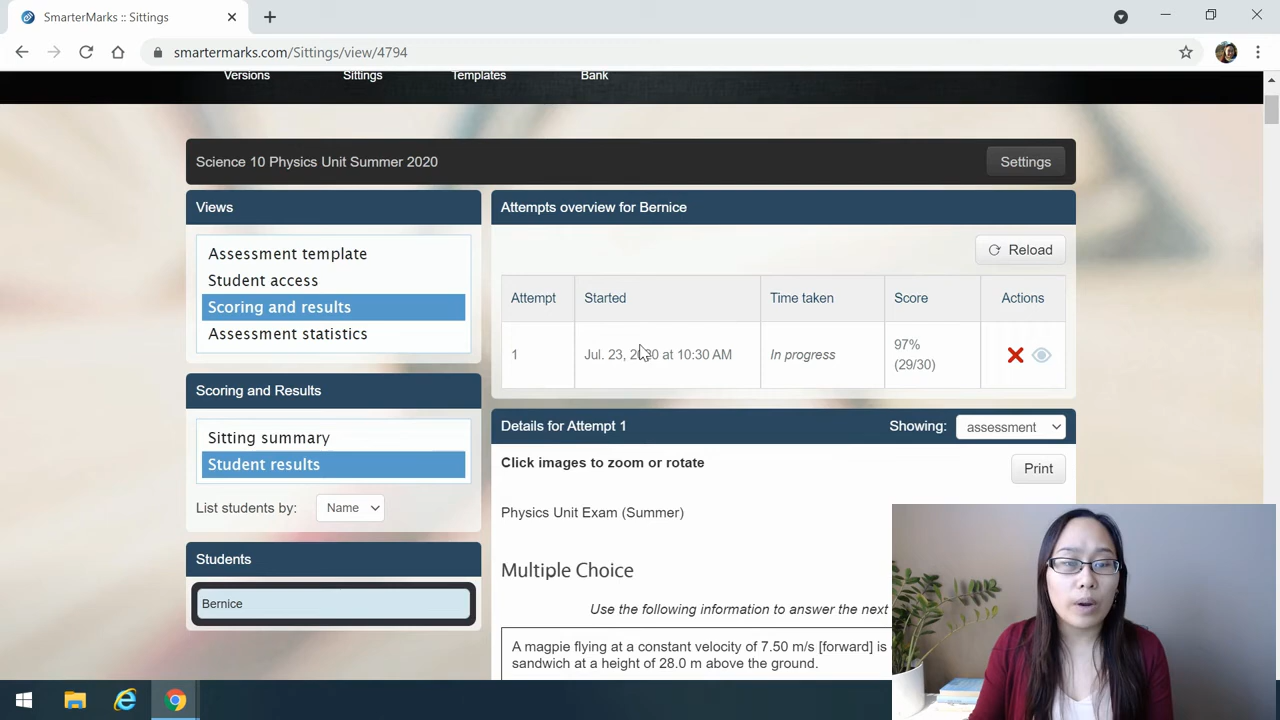 SmarterMarks :: Sittings
smartermarks.com/Sittings/view/4794
Versions
Sittings
Templates
Bank
Science 10 Physics Unit Summer 2020
Settings
Views
Assessment template
Student access
Scoring and results
Assessment statistics
Scoring and Results
Sitting summary
Student results
List students by:
Name
Students
Bernice
Attempts overview for Bernice
Reload
Attempt
Started
Time taken
Score
Actions
1
Jul. 23, 2020 at 10:30 AM
In progress
97%
(29/30)
Details for Attempt 1
Showing:
assessment
Click images to zoom or rotate
Print
Physics Unit Exam (Summer)
Multiple Choice
Use the following information to answer the next
A magpie flying at a constant velocity of 7.50 m/s [forward] is
sandwich at a height of 28.0 m above the ground.